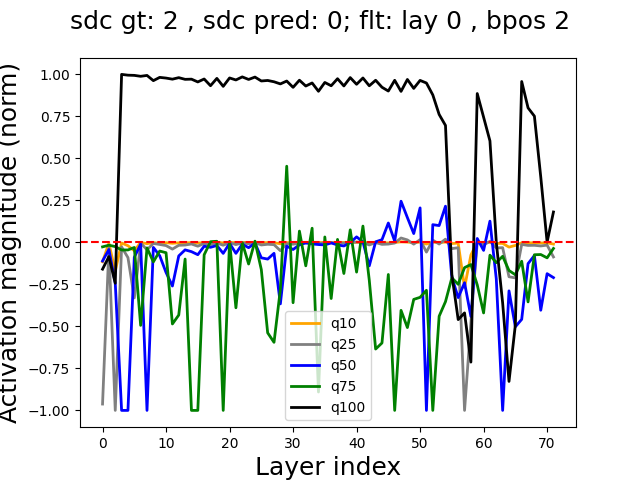 sdc gt: 2 , sdc pred: 0; flt: lay 0 , bpos 2
Activation magnitude (norm)
1.00
0.75
0.50
0.25
0.00
−0.25
−0.50
−0.75
−1.00
q10
q25
q50
q75
q100
0 10 20 30 40 50 60 70
Layer index